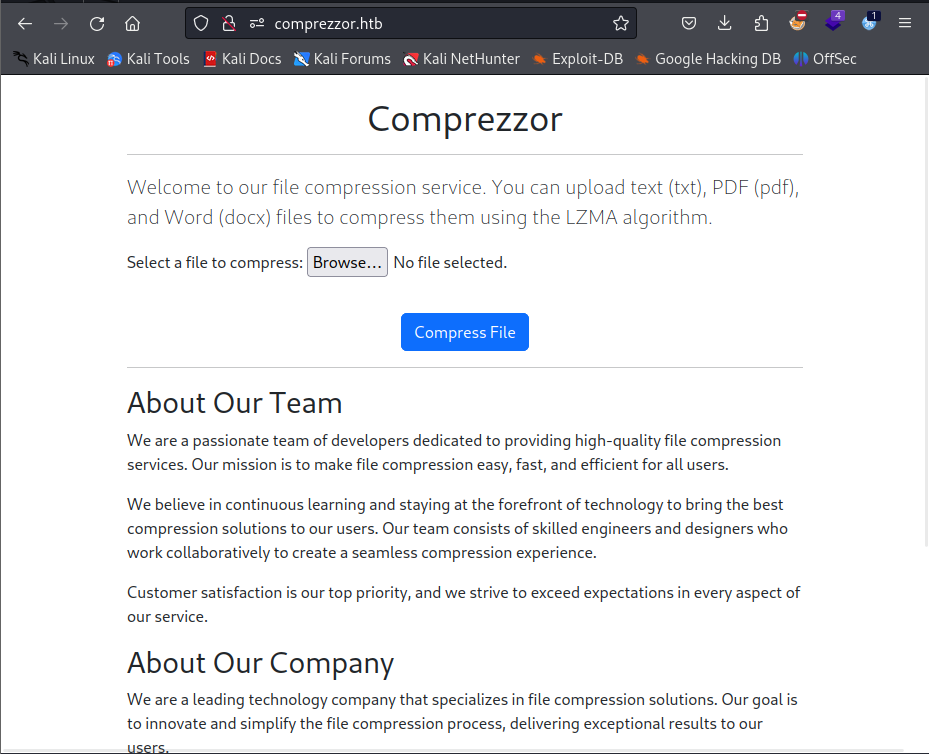 comprezzor.htb
4
1
Kali Linux Kali Tools Kali Docs Kali Forums Kali NetHunter Exploit-DB Google Hacking DB OffSec
Comprezzor
Welcome to our file compression service. You can upload text (txt), PDF (pdf),
and Word (docx) files to compress them using the LZMA algorithm.
Select a file to compress: Browse... No file selected.
Compress File
About Our Team
We are a passionate team of developers dedicated to providing high-quality file compression
services. Our mission is to make file compression easy, fast, and efficient for all users.
We believe in continuous learning and staying at the forefront of technology to bring the best
compression solutions to our users. Our team consists of skilled engineers and designers who
work collaboratively to create a seamless compression experience.
Customer satisfaction is our top priority, and we strive to exceed expectations in every aspect of
our service.
About Our Company
We are a leading technology company that specializes in file compression solutions. Our goal is
to innovate and simplify the file compression process, delivering exceptional results to our
users.